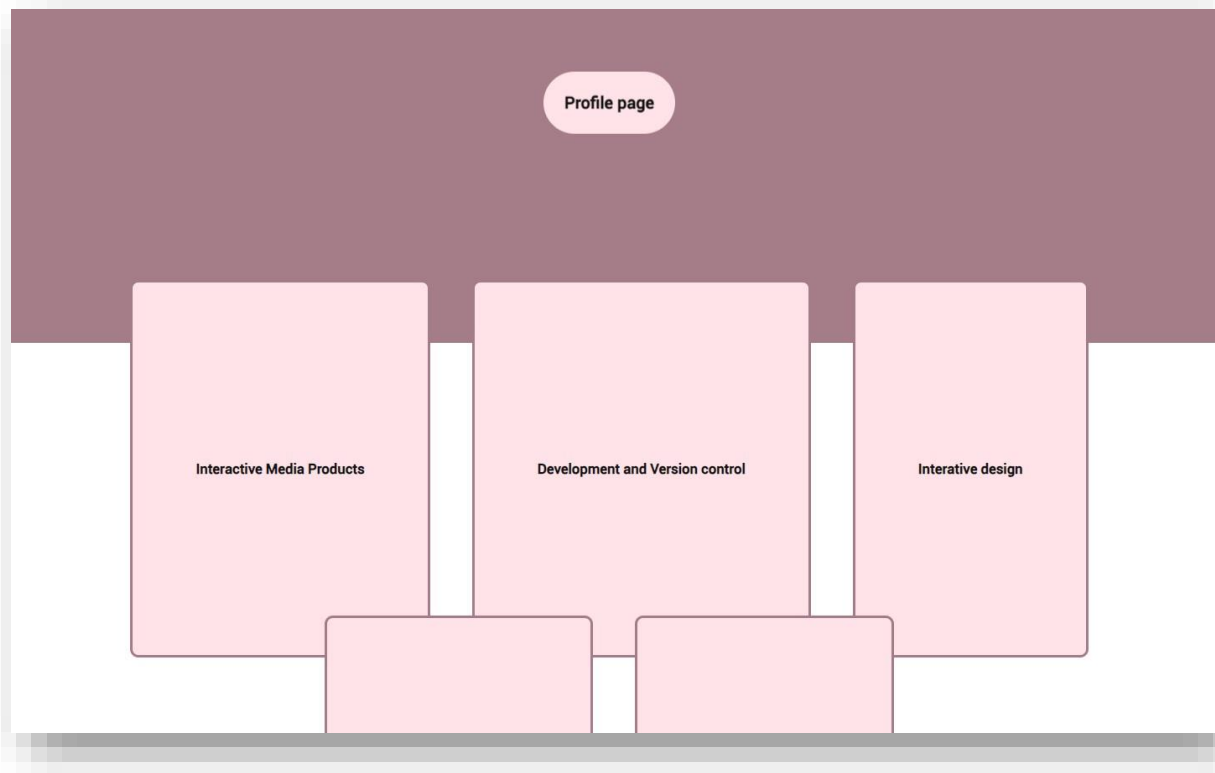 Profile page
Interactive Media Products
Development and Version control
Interative design